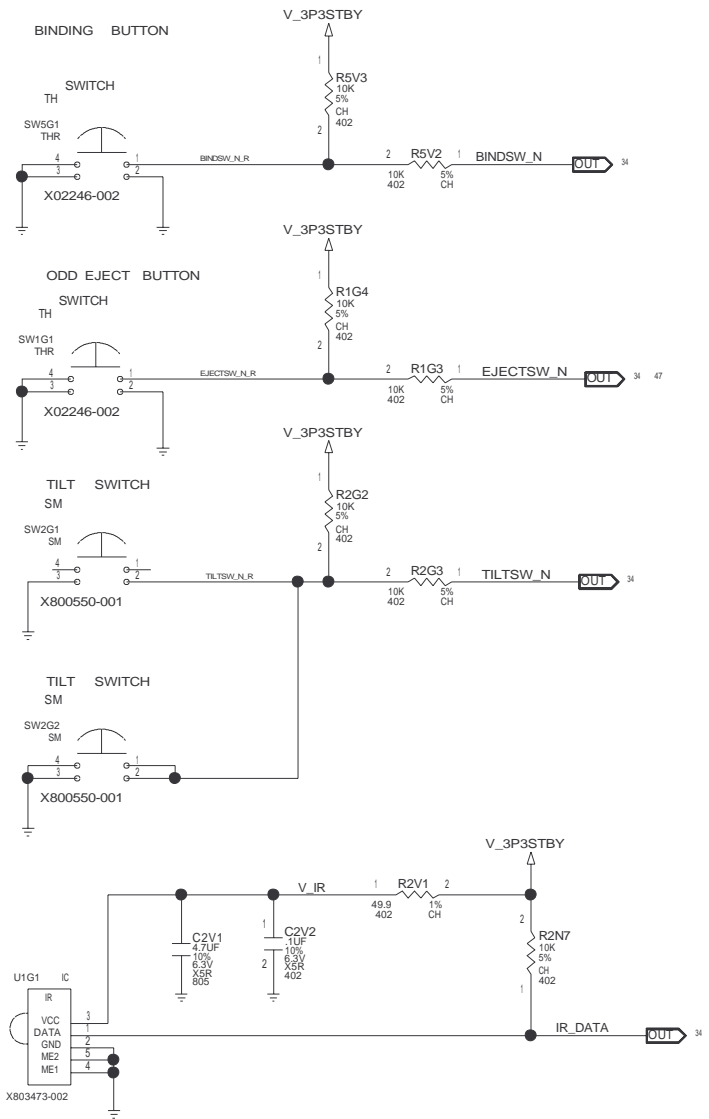 BINDING BUTTON
V_3P3STBY
1
R5V3
10K
5%
CH
402
2
SWITCH
TH
SW5G1
THR
4
3
1
2
X02246-002
BINDSW_N_R
2
R5V2
1
10K
402
5%
CH
BINDSW_N
OUT
34
ODD EJECT BUTTON
V_3P3STBY
1
R1G4
10K
5%
CH
402
2
SWITCH
TH
SW1G1
THR
4
3
1
2
X02246-002
EJECTSW_N_R
2
R1G3
1
10K
402
5%
CH
EJECTSW_N
OUT
34 47
TILT SWITCH
SM
V_3P3STBY
1
R2G2
10K
5%
CH
402
2
SW2G1
SM
4
3
1
2
X800550-001
TILTSW_N_R
2
R2G3
1
10K
402
5%
CH
TILTSW_N
OUT
34
TILT SWITCH
SM
SW2G2
SM
4
3
1
2
X800550-001
V_3P3STBY
V_IR
1
R2V1
2
49.9
402
1%
CH
C2V1
4.7UF
10%
6.3V
X5R
805
1
C2V2
.1UF
10%
6.3V
2
X5R
402
2
R2N7
10K
5%
CH
402
1
U1G1 IC
IR
VCC 3
DATA 1
GND 2
ME2 5
ME1 4
X803473-002
IR_DATA
OUT
34